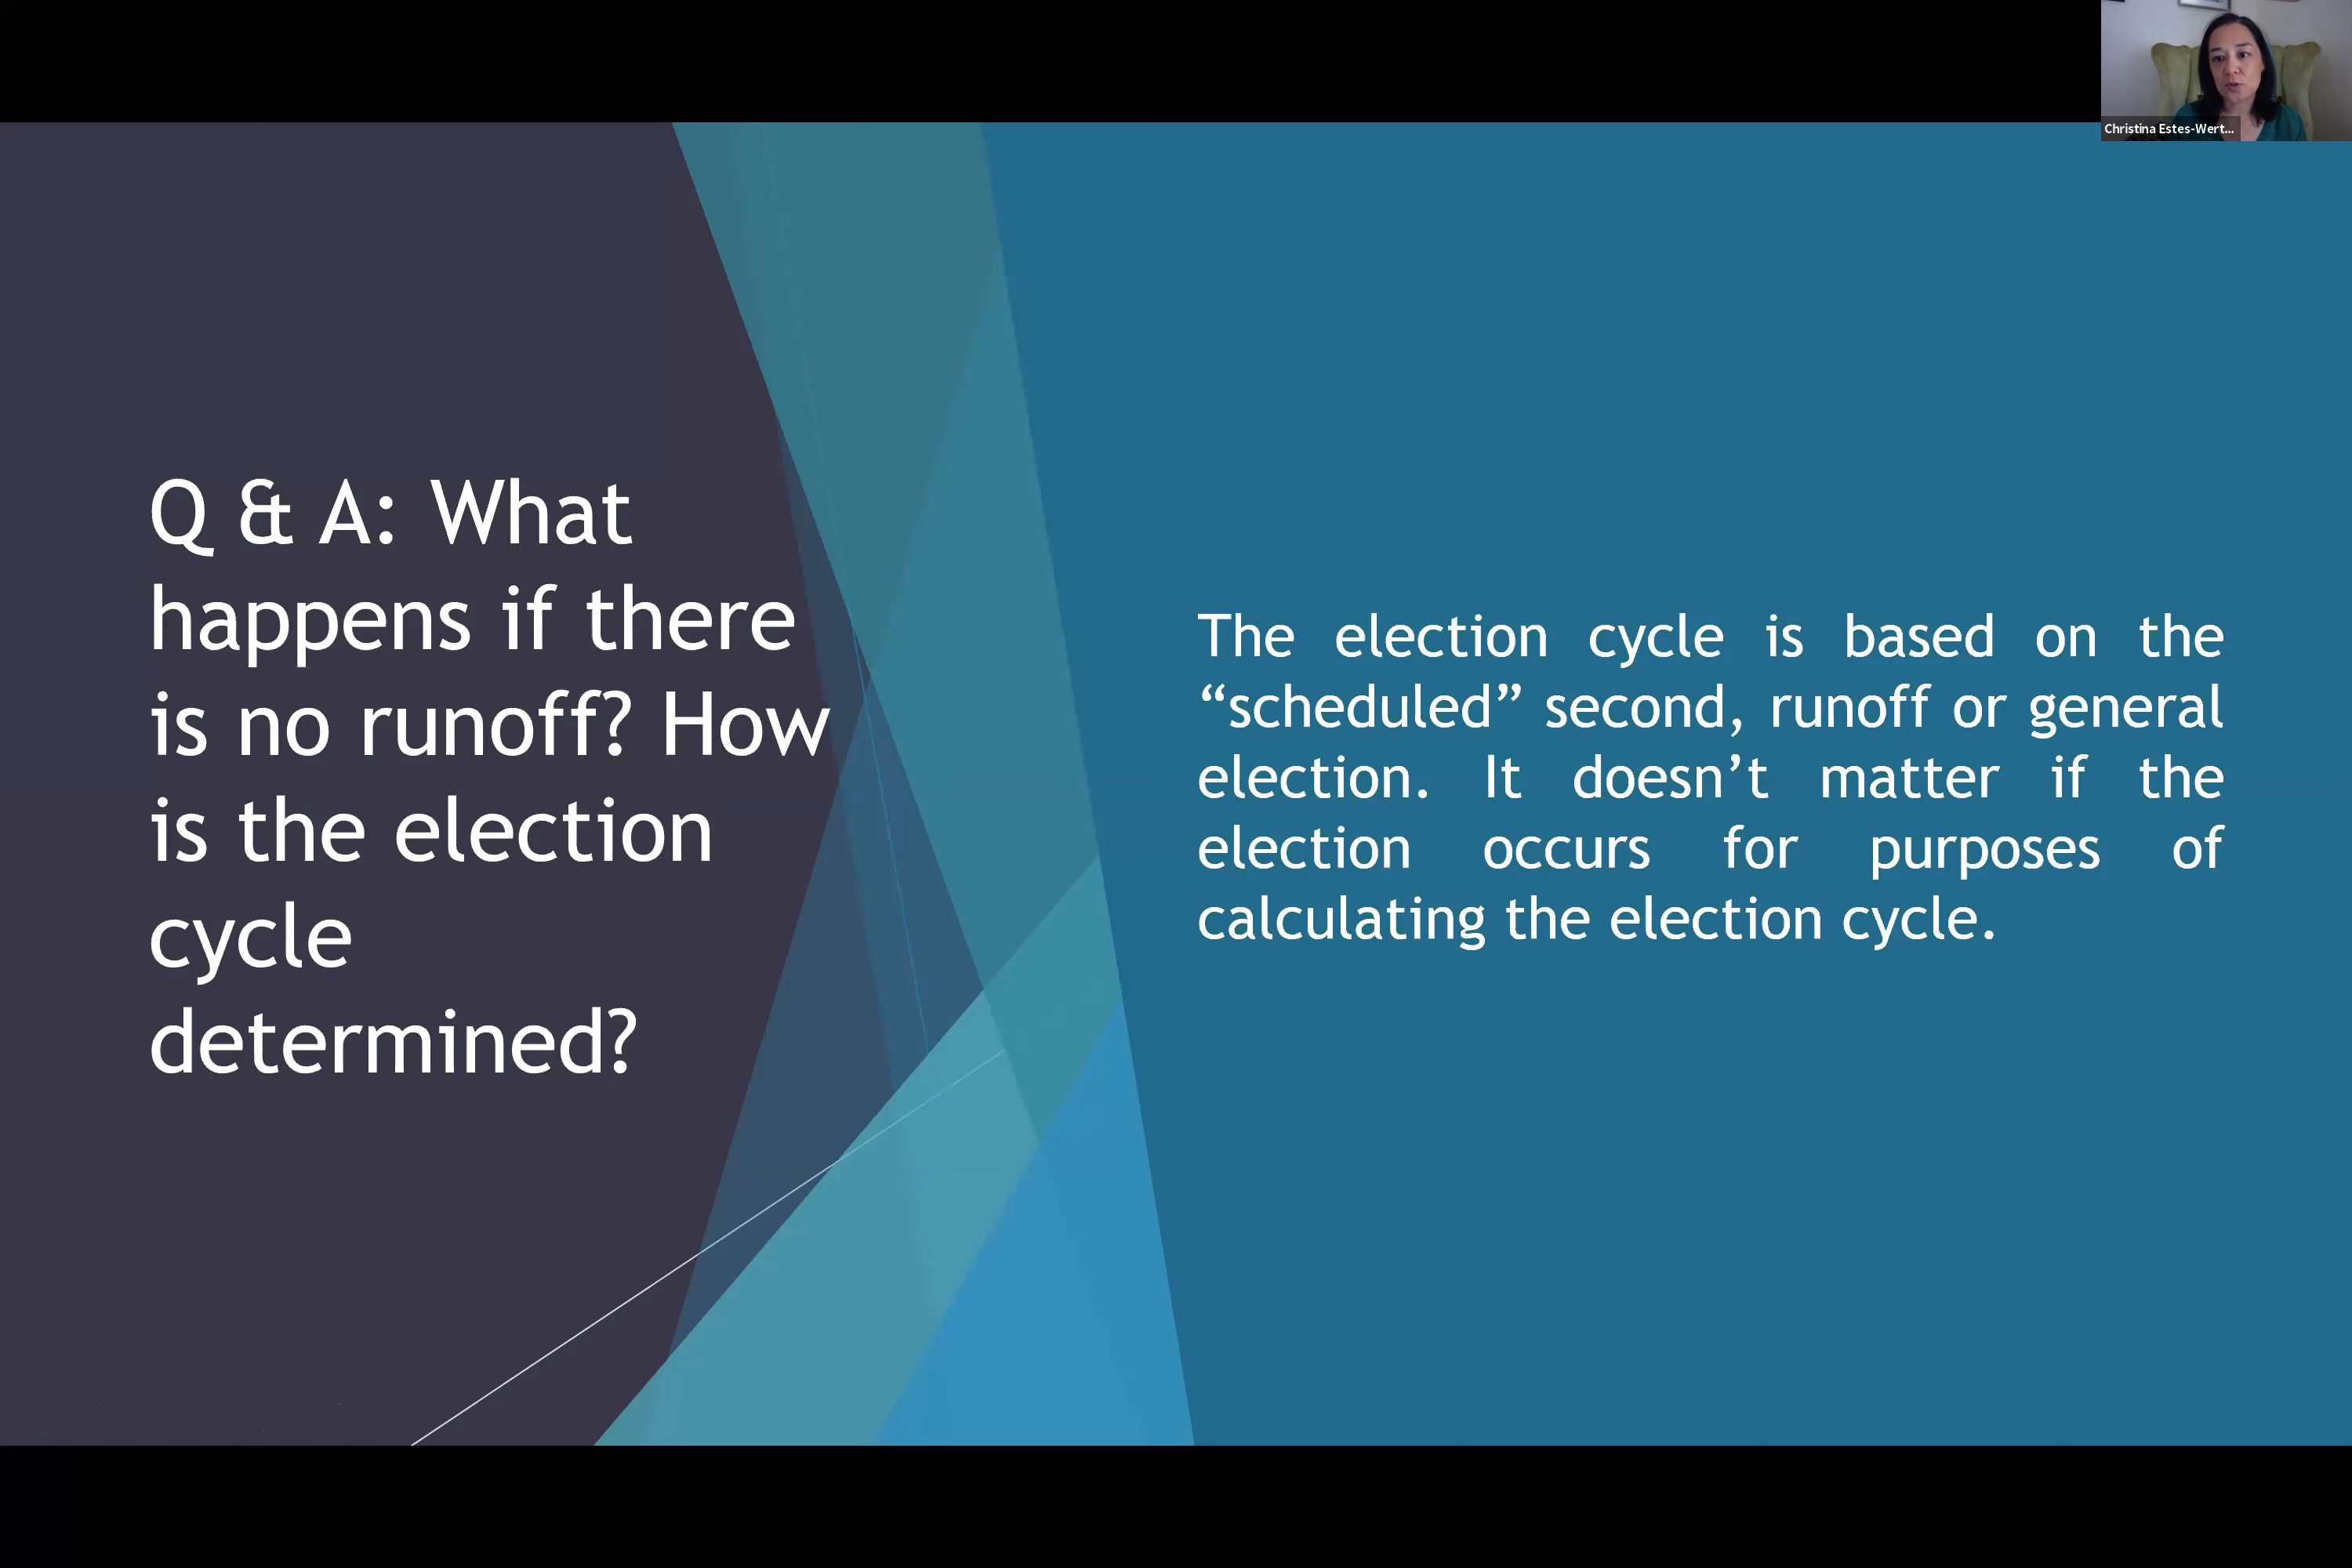 Christina Estes-Wert...
Q & A: What
happens if there
is no runoff? How
is the election
cycle
determined?
The election cycle is based on the
“scheduled” second, runoff or general
election. It doesn’t matter if the
election occurs for purposes of
calculating the election cycle.